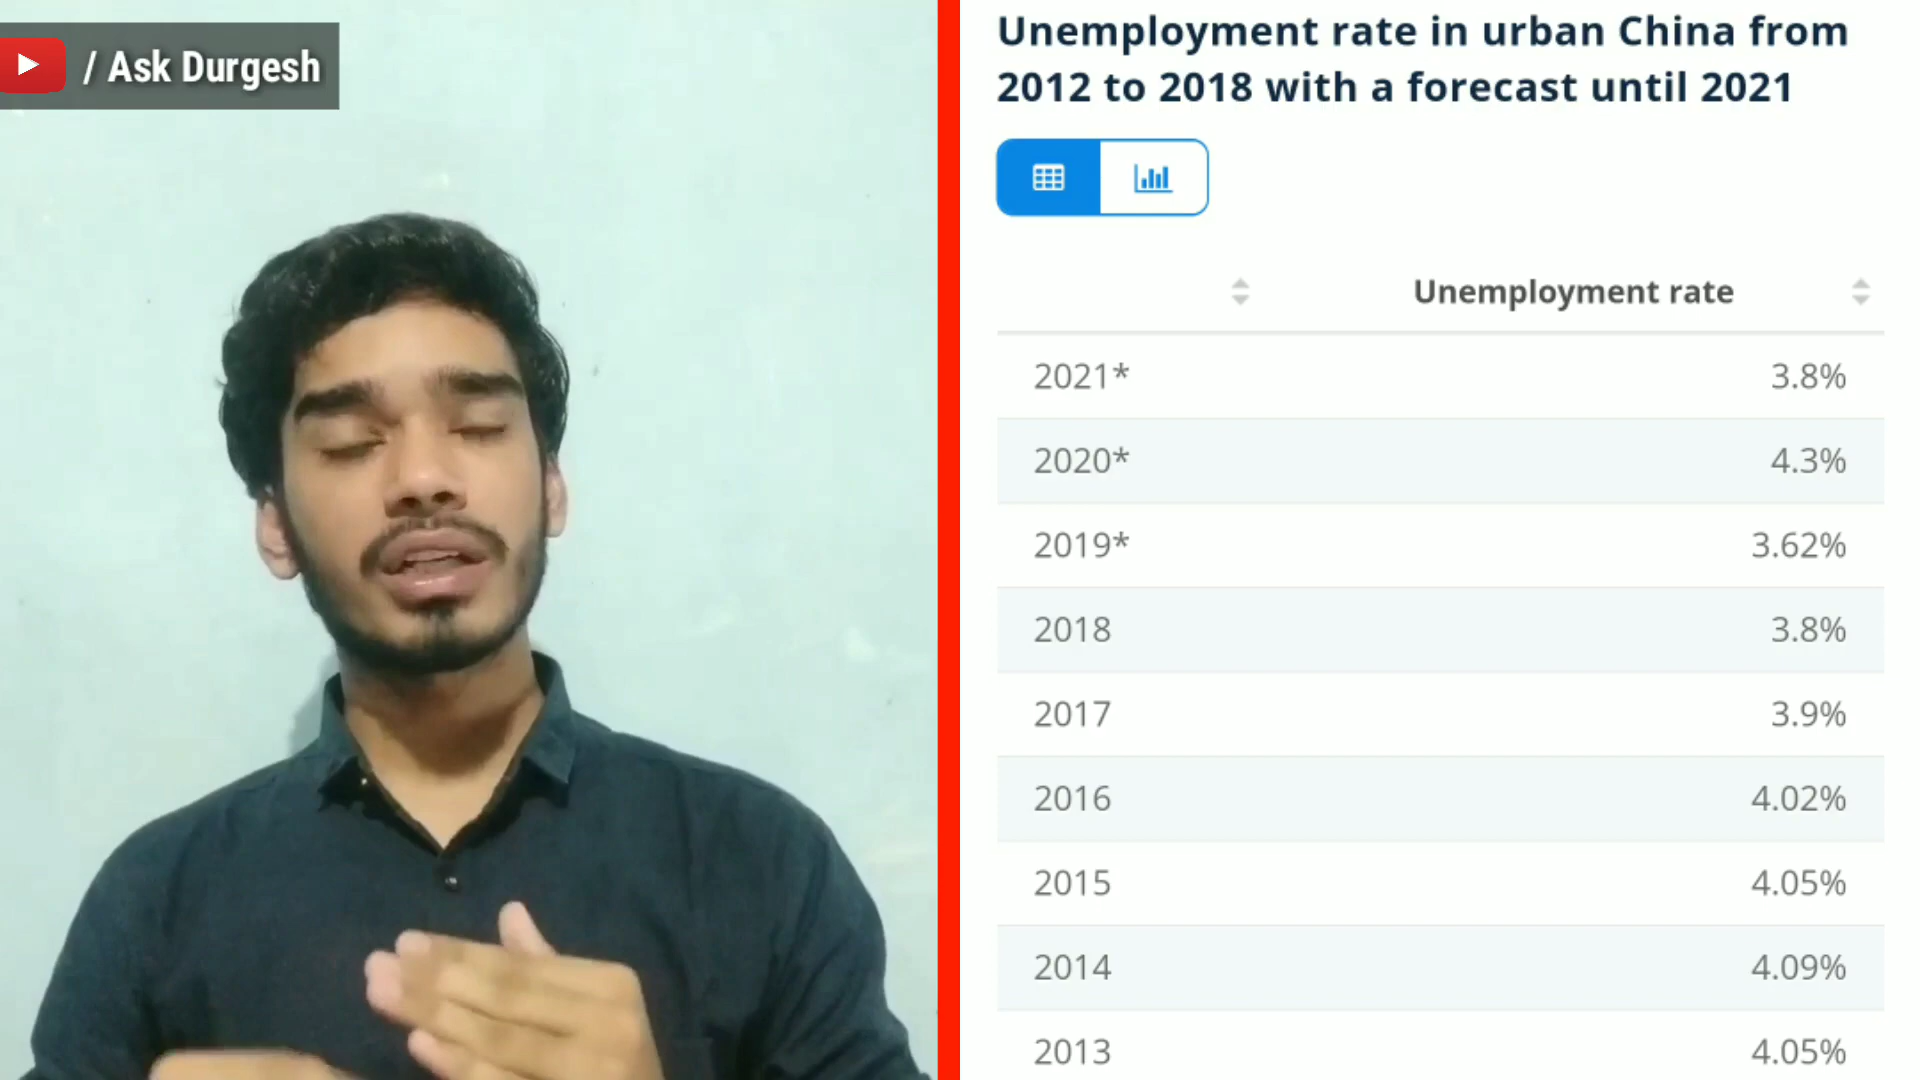 / Ask Durgesh
Unemployment rate in urban China from
2012 to 2018 with a forecast until 2021
Unemployment rate
2021* 3.8%
2020* 4.3%
2019* 3.62%
2018 3.8%
2017 3.9%
2016 4.02%
2015 4.05%
2014 4.09%
2013 4.05%